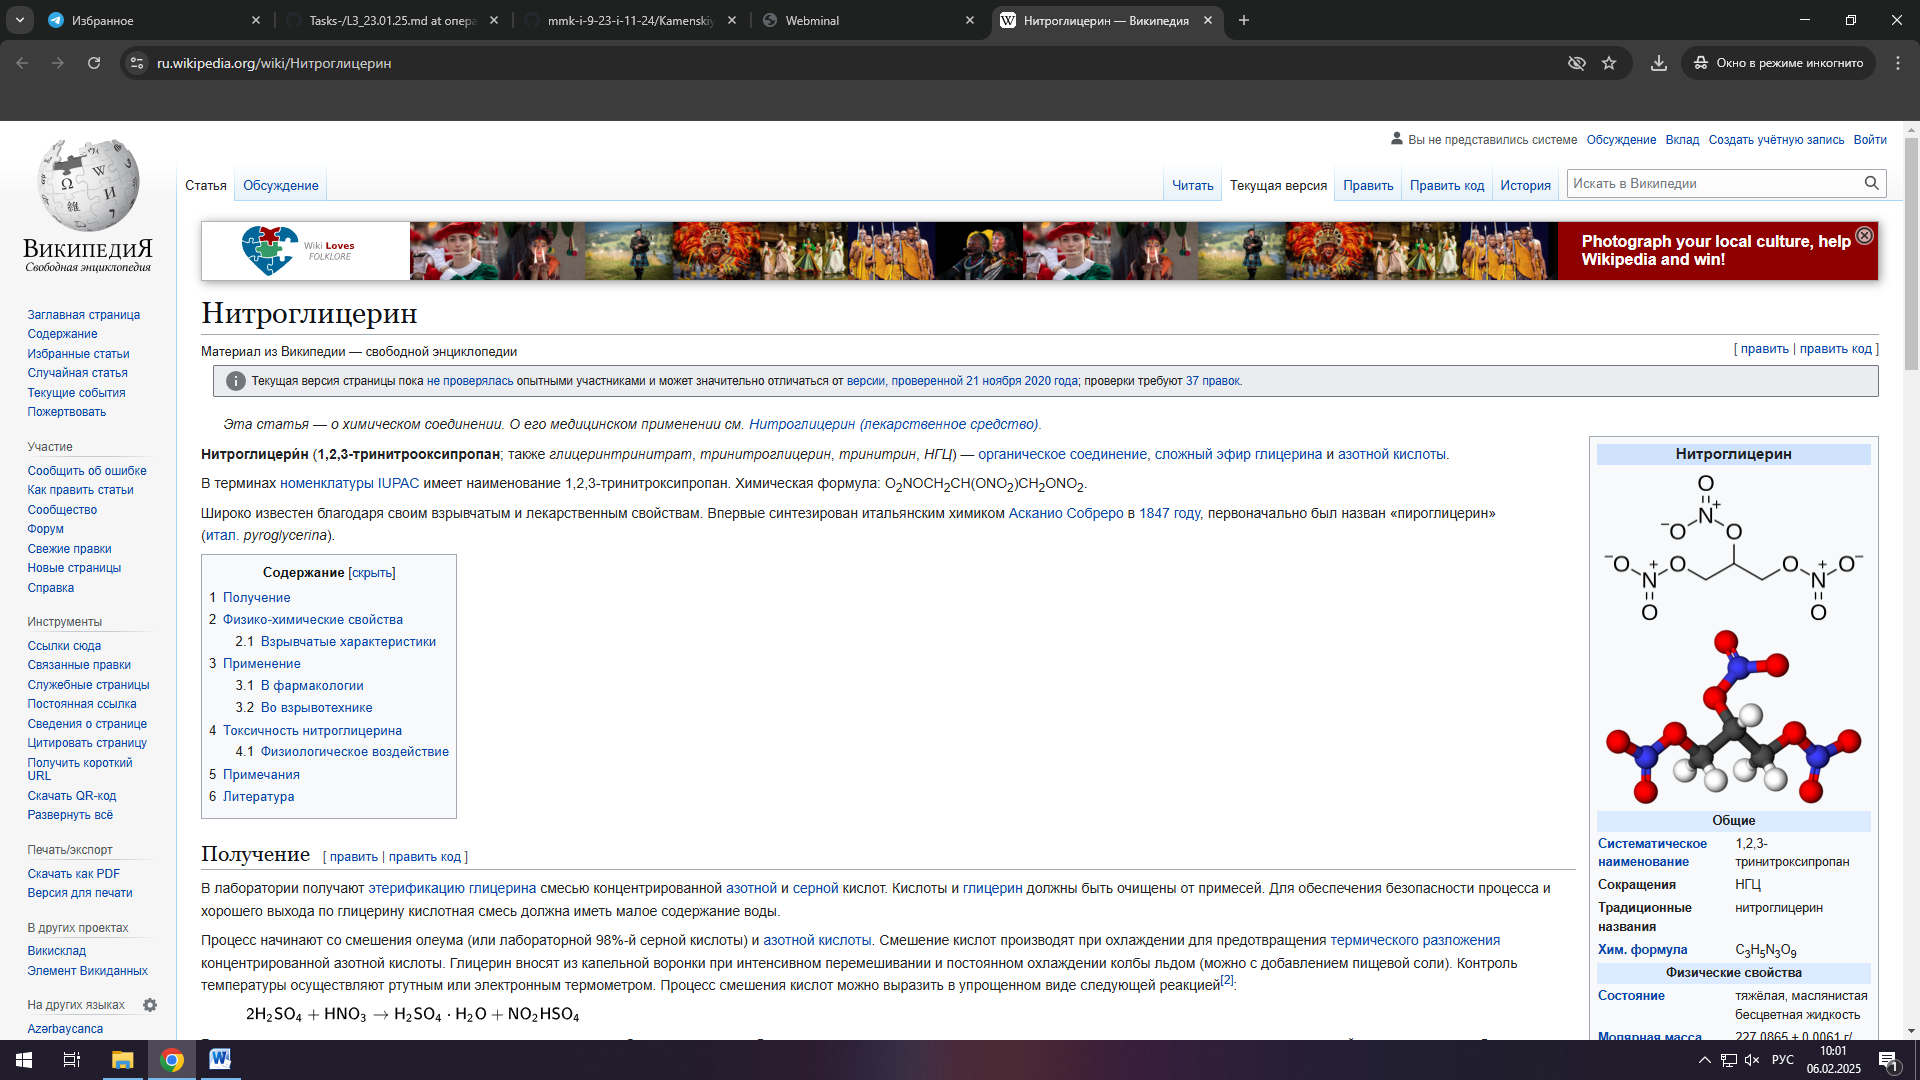 Избранное
Tasks-/L3_23.01.25.md at опера
mmk-i-9-23-i-11-24/Kamenskiy
Webminal
Нитроглицерин — Википедия
ru.wikipedia.org/wiki/Нитроглицерин
Окно в режиме инкогнито
Вы не представились системе Обсуждение Вклад Создать учётную запись Войти
ВикипедиЯ
Свободная энциклопедия
Статья Обсуждение
Читать Текущая версия Править Править код История Искать в Википедии
Wiki Loves
FOLKLORE
Photograph your local culture, help
Wikipedia and win!
Заглавная страница
Содержание
Избранные статьи
Случайная статья
Текущие события
Пожертвовать
Участие
Сообщить об ошибке
Как править статьи
Сообщество
Форум
Свежие правки
Новые страницы
Справка
Инструменты
Ссылки сюда
Связанные правки
Служебные страницы
Постоянная ссылка
Сведения о странице
Цитировать страницу
Получить короткий
URL
Скачать QR-код
Развернуть всё
Печать/экспорт
Скачать как PDF
Версия для печати
В других проектах
Викисклад
Элемент Викиданных
На других языках
Azərbaycanca
Нитроглицерин
Материал из Википедии — свободной энциклопедии
[ править | править код ]
Текущая версия страницы пока не проверялась опытными участниками и может значительно отличаться от версии, проверенной 21 ноября 2020 года; проверки требуют 37 правок.
Эта статья — о химическом соединении. О его медицинском применении см. Нитроглицерин (лекарственное средство).
Нитроглицери́н (1,2,3-тринитрооксипропан; также глицеринтринитрат, тринитроглицерин, тринитрин, НГЦ) — органическое соединение, сложный эфир глицерина и азотной кислоты.
В терминах номенклатуры IUPAC имеет наименование 1,2,3-тринитроксипропан. Химическая формула: O2NOCH2CH(ONO2)CH2ONO2.
Широко известен благодаря своим взрывчатым и лекарственным свойствам. Впервые синтезирован итальянским химиком Асканио Собреро в 1847 году, первоначально был назван «пироглицерин»
(итал. pyroglycerina).
Содержание [скрыть]
1 Получение
2 Физико-химические свойства
2.1 Взрывчатые характеристики
3 Применение
3.1 В фармакологии
3.2 Во взрывотехнике
4 Токсичность нитроглицерина
4.1 Физиологическое воздействие
5 Примечания
6 Литература
Получение [ править | править код ]
В лаборатории получают этерификацию глицерина смесью концентрированной азотной и серной кислот. Кислоты и глицерин должны быть очищены от примесей. Для обеспечения безопасности процесса и
хорошего выхода по глицерину кислотная смесь должна иметь малое содержание воды.
Процесс начинают со смешения олеума (или лабораторной 98%-й серной кислоты) и азотной кислоты. Смешение кислот производят при охлаждении для предотвращения термического разложения
концентрированной азотной кислоты. Глицерин вносят из капельной воронки при интенсивном перемешивании и постоянном охлаждении колбы льдом (можно с добавлением пищевой соли). Контроль
температуры осуществляют ртутным или электронным термометром. Процесс смешения кислот можно выразить в упрощенном виде следующей реакцией[2]:
2H2SO4 + HNO3 → H2SO4 · H2O + NO2HSO4
Нитроглицерин
O
N+
−O O
−O N+ O O N+ O−
O O
Общие
Систематическое
наименование
1,2,3-
тринитроксипропан
Сокращения НГЦ
Традиционные
названия
нитроглицерин
Хим. формула C3H5N3O9
Физические свойства
Состояние тяжёлая, маслянистая
бесцветная жидкость
Молярная масса 227,0865 ± 0,0061 г/
РУС
10:01
06.02.2025
1